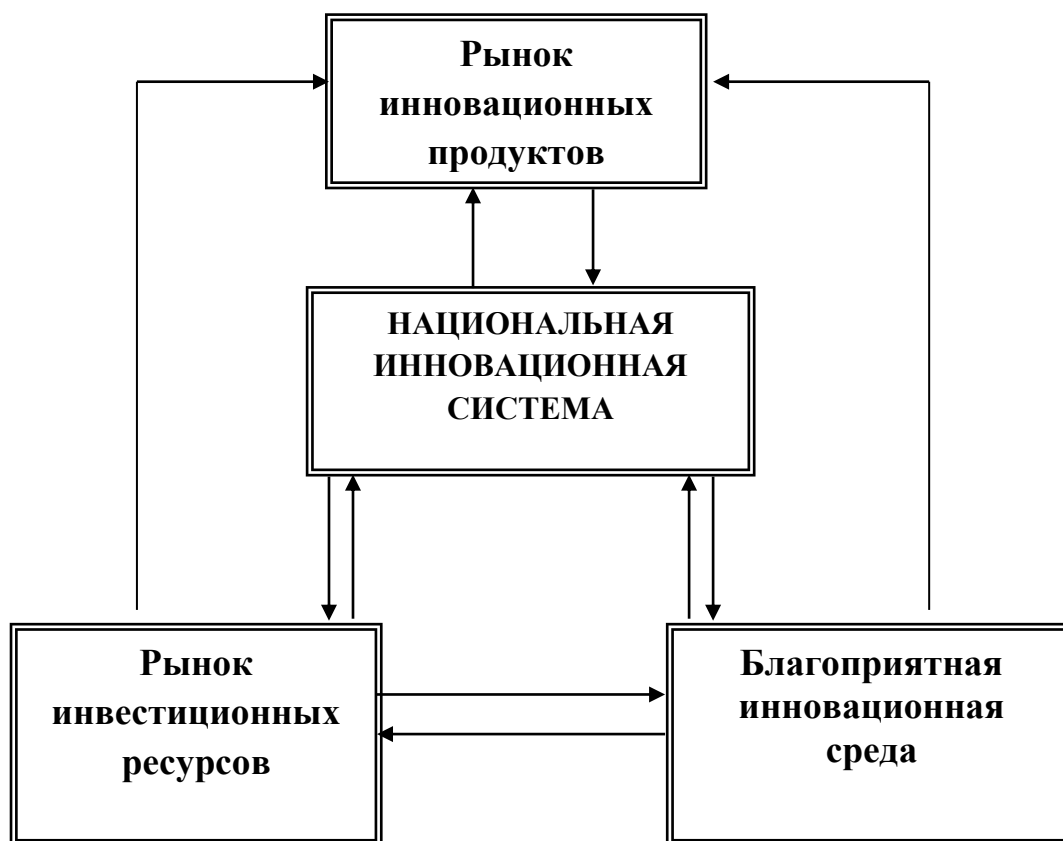 Рынок
инновационных
продуктов
НАЦИОНАЛЬНАЯ
ИННОВАЦИОННАЯ
СИСТЕМА
Рынок
инвестиционных
ресурсов
Благоприятная
инновационная
среда